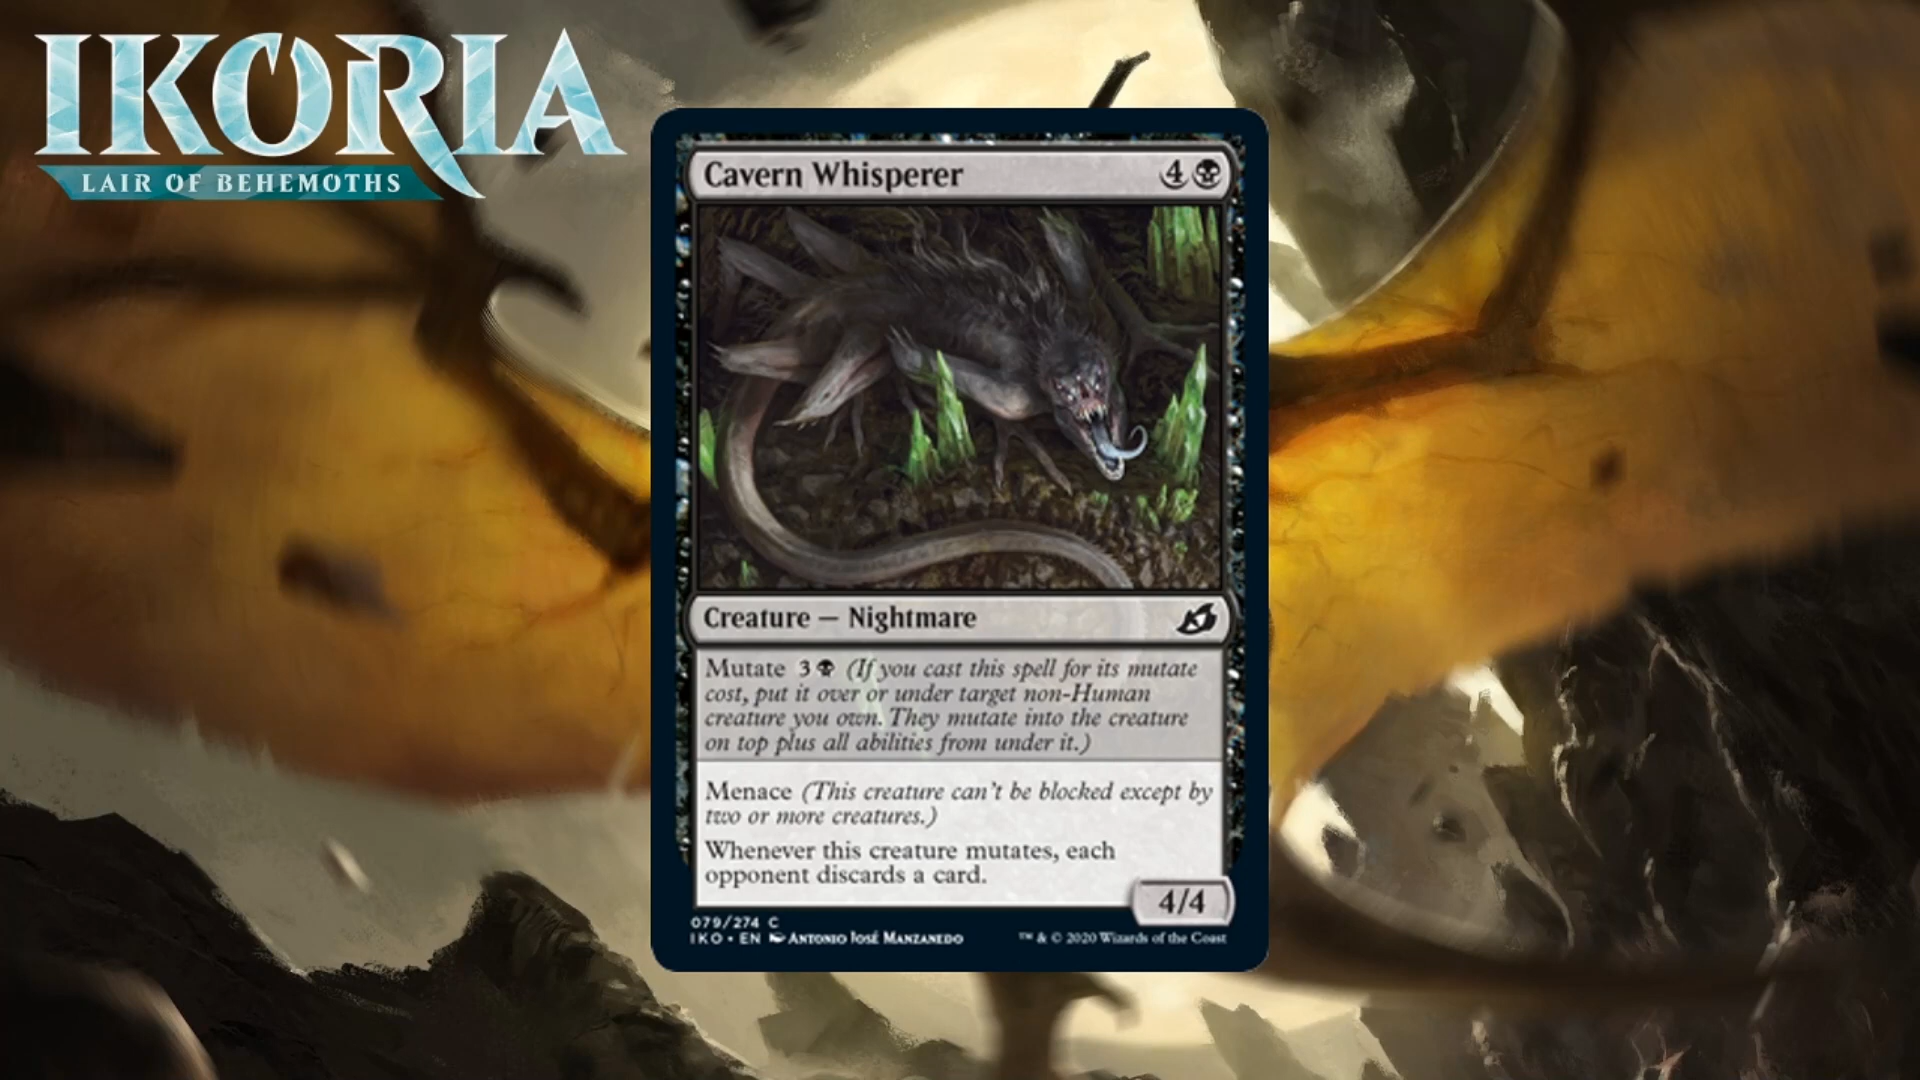 IKORIA
LAIR OF BEHEMOTHS
Cavern Whisperer 4
Creature — Nightmare
Mutate 3 (If you cast this spell for its mutate
cost, put it over or under target non-Human
creature you own. They mutate into the creature
on top plus all abilities from under it.)
Menace (This creature can't be blocked except by
two or more creatures.)
Whenever this creature mutates, each
opponent discards a card.
4/4
079/274 C
IKO • EN Antonio José Manzanedo
™ & © 2020 Wizards of the Coast